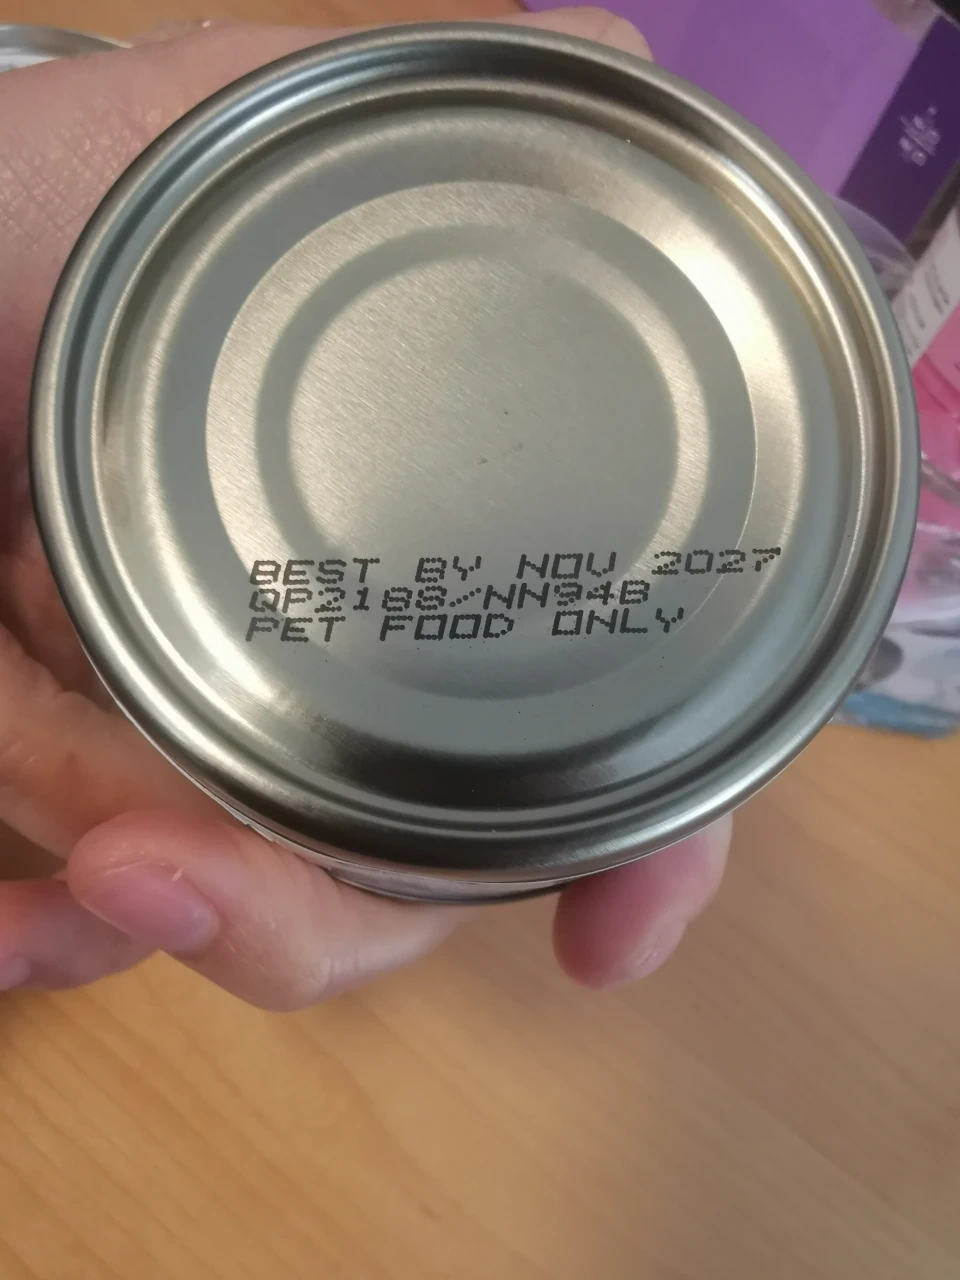 BEST BY NOV 2027
QP2188/NN94B
PET FOOD ONLY